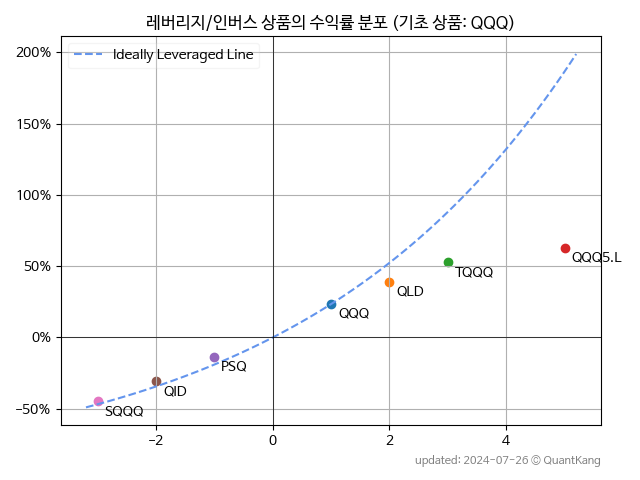 레버리지/인버스 상품의 수익률 분포 (기초 상품: QQQ)
Ideally Leveraged Line
200%
150%
100%
50%
0%
−50%
QQQ5.L
TQQQ
QLD
QQQ
PSQ
QID
SQQQ
−2 0 2 4
updated: 2024-07-26 © QuantKang